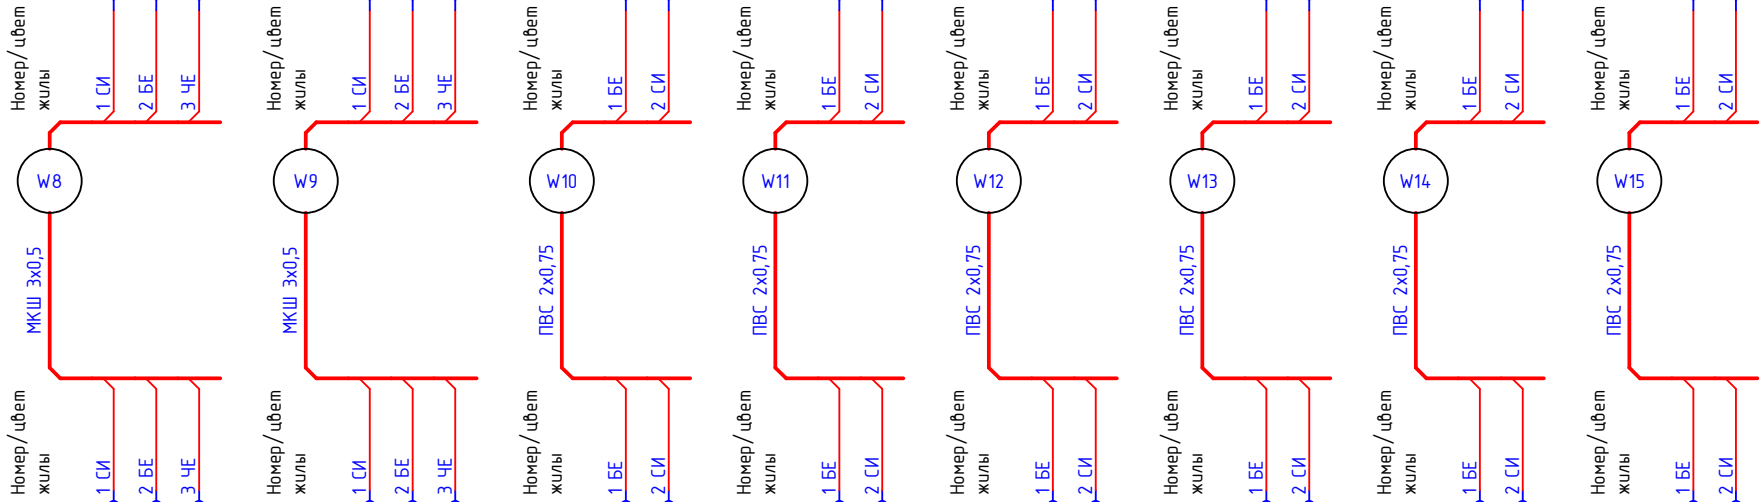 Номер/цвет
жилы
1 СИ
2 БЕ
3 ЧЕ
Номер/цвет
жилы
1 СИ
2 БЕ
3 ЧЕ
Номер/цвет
жилы
1 БЕ
2 СИ
Номер/цвет
жилы
1 БЕ
2 СИ
Номер/цвет
жилы
1 БЕ
2 СИ
Номер/цвет
жилы
1 БЕ
2 СИ
Номер/цвет
жилы
1 БЕ
2 СИ
Номер/цвет
жилы
1 БЕ
2 СИ
W8
W9
W10
W11
W12
W13
W14
W15
МКШ 3х0,5
МКШ 3х0,5
ПВС 2х0,75
ПВС 2х0,75
ПВС 2х0,75
ПВС 2х0,75
ПВС 2х0,75
ПВС 2х0,75
Номер/цвет
жилы
1 СИ
2 БЕ
3 ЧЕ
Номер/цвет
жилы
1 СИ
2 БЕ
3 ЧЕ
Номер/цвет
жилы
1 БЕ
2 СИ
Номер/цвет
жилы
1 БЕ
2 СИ
Номер/цвет
жилы
1 БЕ
2 СИ
Номер/цвет
жилы
1 БЕ
2 СИ
Номер/цвет
жилы
1 БЕ
2 СИ
Номер/цвет
жилы
1 БЕ
2 СИ